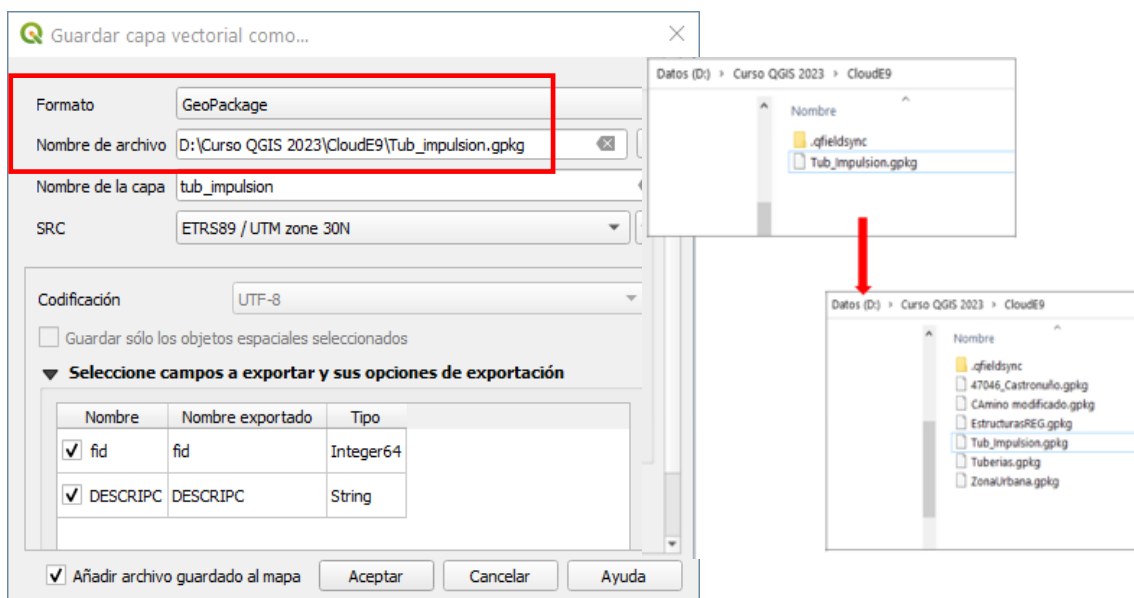 Guardar capa vectorial como...
Formato GeoPackage
Nombre de archivo D:\Curso QGIS 2023\CloudE9\Tub_impulsion.gpkg
Nombre de la capa tub_impulsion
SRC ETRS89 / UTM zone 30N
Codificación UTF-8
Guardar sólo los objetos espaciales seleccionados
Seleccione campos a exportar y sus opciones de exportación
Nombre Nombre exportado Tipo
fid fid Integer64
DESCRIPC DESCRIPC String
Añadir archivo guardado al mapa Aceptar Cancelar Ayuda
Datos (D:) › Curso QGIS 2023 › CloudE9
Nombre
.qfieldsync
Tub_Impulsion.gpkg
Datos (D:) › Curso QGIS 2023 › CloudE9
Nombre
.qfieldsync
47046_Castronuño.gpkg
CAmino modificado.gpkg
EstructurasREG.gpkg
Tub_Impulsion.gpkg
Tuberias.gpkg
ZonaUrbana.gpkg